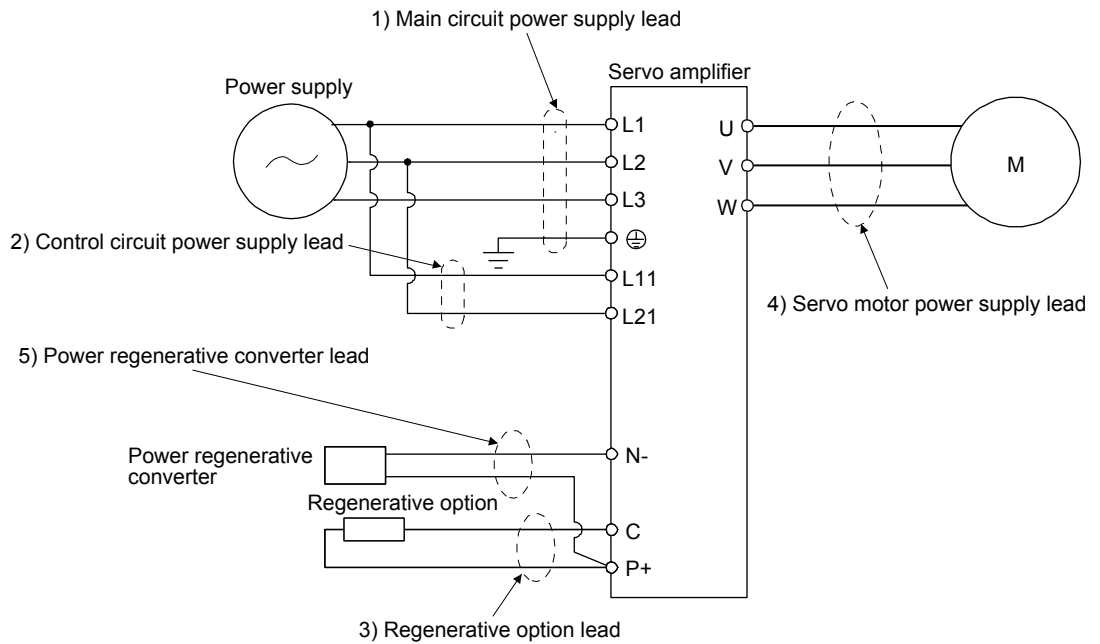 1) Main circuit power supply lead
Servo amplifier
Power supply
L1
U
L2
V
M
L3
W
2) Control circuit power supply lead
L11
L21
4) Servo motor power supply lead
5) Power regenerative converter lead
N-
Power regenerative
converter
Regenerative option
C
P+
3) Regenerative option lead